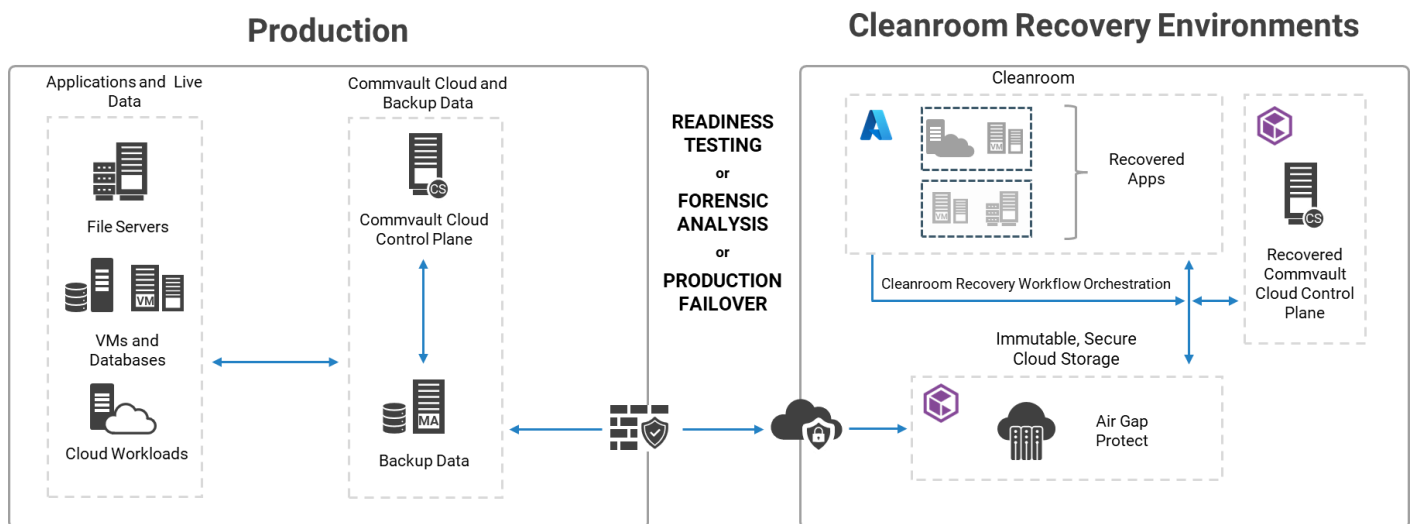 Production
Cleanroom Recovery Environments
Applications and Live
Data
File Servers
VM
VMs and
Databases
Cloud Workloads
Commvault Cloud and
Backup Data
CS
Commvault Cloud
Control Plane
MA
Backup Data
READINESS
TESTING
or
FORENSIC
ANALYSIS
or
PRODUCTION
FAILOVER
Cleanroom
VM
VM
Recovered
Apps
Cleanroom Recovery Workflow Orchestration
CS
Recovered
Commvault
Cloud Control
Plane
Immutable, Secure
Cloud Storage
Air Gap
Protect